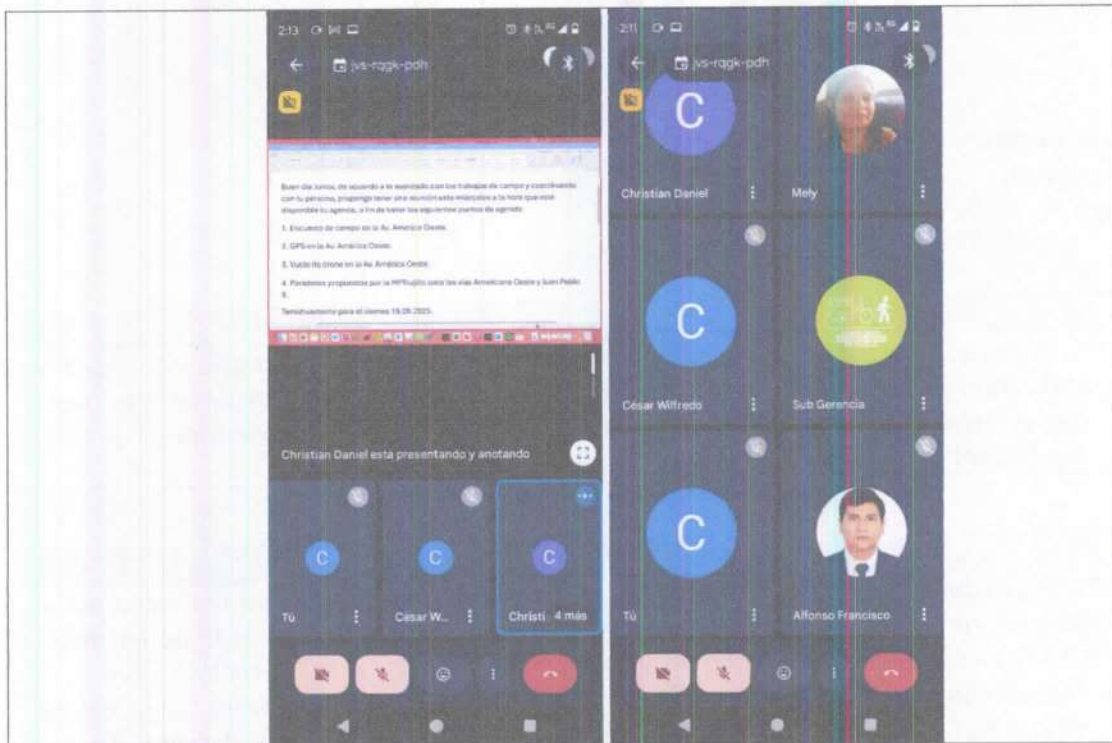 2:13
jvs-rqgk-pdh
Buen día Junior, de acuerdo a lo avanzado con los trabajos de campo y coordinando
con tu persona, propongo tener otra reunión este miércoles a la hora que esté
disponible tu agenda, a fin de tratar los siguientes puntos de agenda:
1. Encuesta de campo de la Av. América Oeste.
2. GPS en la Av. América Oeste.
3. Vuelo de drone en la Av. América Oeste.
4. Paraderos propuestos por la MPTrujillo para las vías Americana Oeste y Juan Pablo
II.
Tentativamente para el viernes 19.09.2025.
Christian Daniel está presentando y anotando
C
C
C
Tú
César W...
Christi
4 más
2:11
jvs-rqgk-pdh
C
Christian Daniel
Mely
C
César Wilfredo
Sub Gerencia
C
Tú
Alfonso Francisco